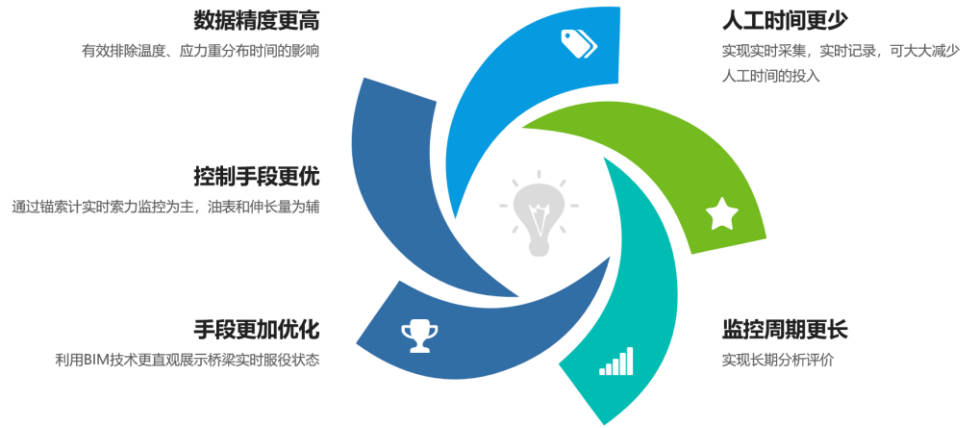 数据精度更高
有效排除温度、应力重分布时间的影响
控制手段更优
通过锚索计实时索力监控为主，油表和伸长量为辅
手段更加优化
利用BIM技术更直观展示桥梁实时服役状态
人工时间更少
实现实时采集，实时记录，可大大减少
人工时间的投入
监控周期更长
实现长期分析评价